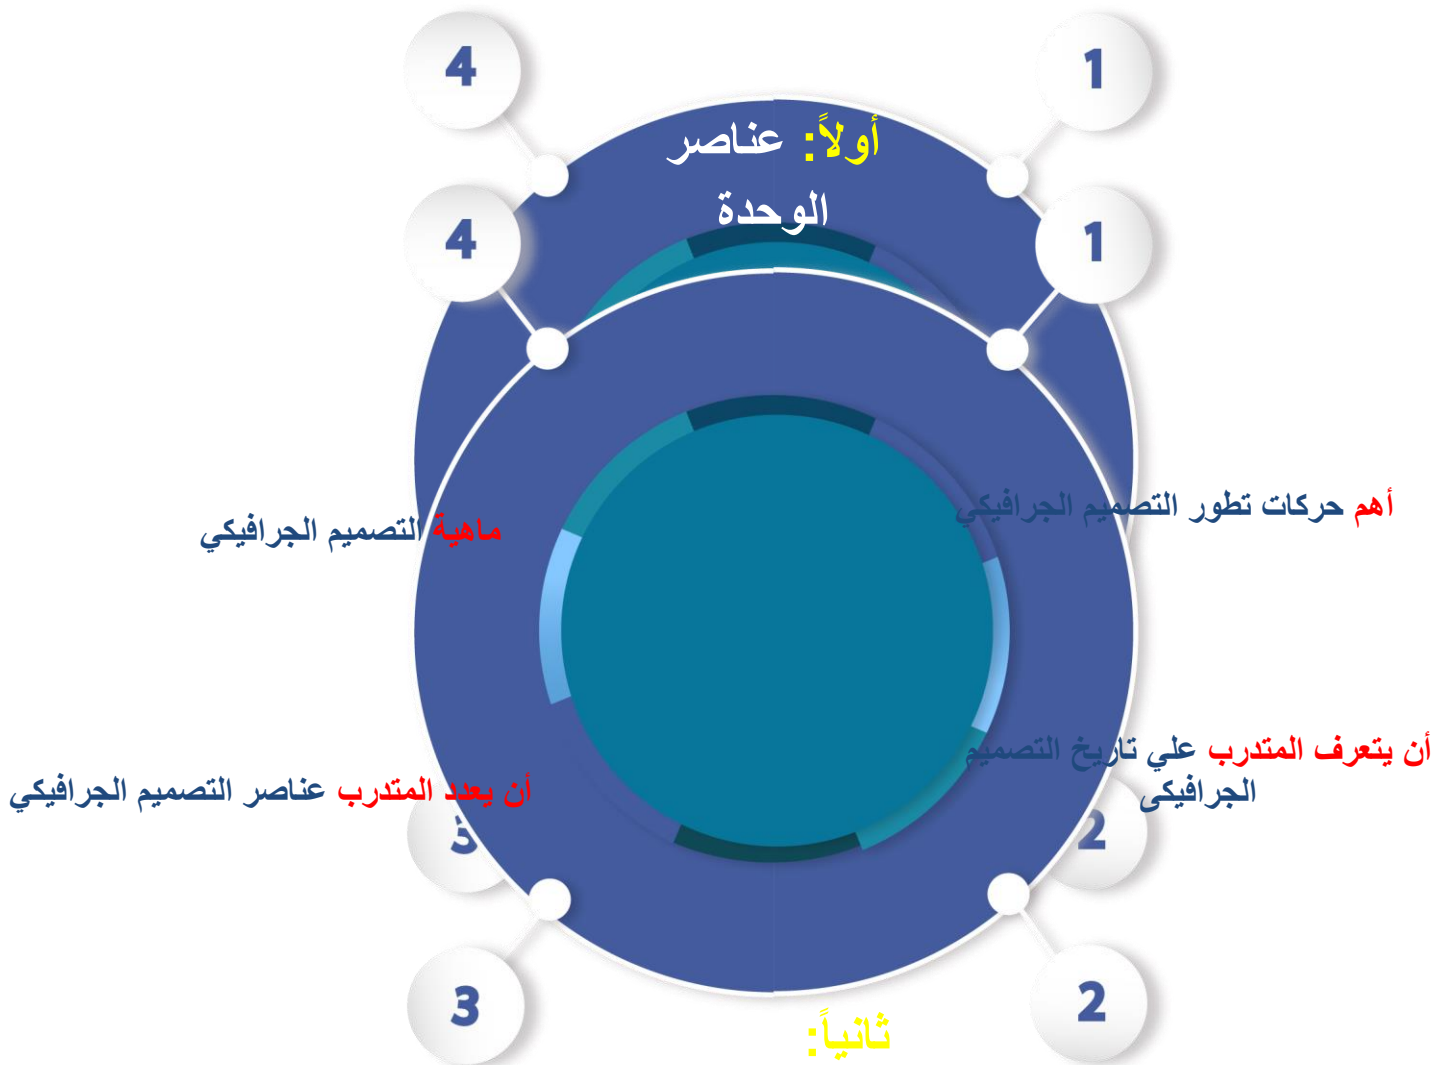 4
1
أولاً: عناصر
الوحدة
4
1
أهم حركات تطور التصميم الجرافيكي
ماهية التصميم الجرافيكي
أن يتعرف المتدرب علي تاريخ التصميم
الجرافيكى
أن يعدد المتدرب عناصر التصميم الجرافيكي
2
3
2
3
ثانياً: